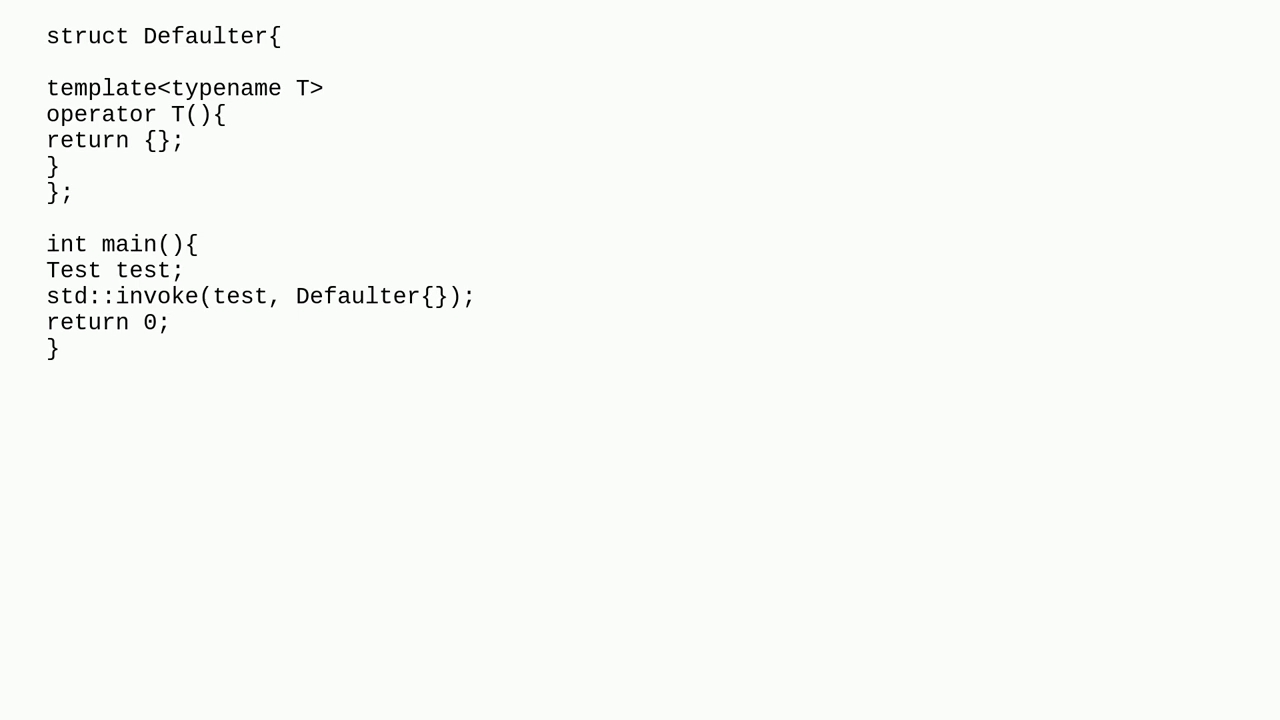 struct Defaulter{
template<typename T>
operator T(){
return {};
}
};
int main(){
Test test;
std::invoke(test, Defaulter{});
return 0;
}